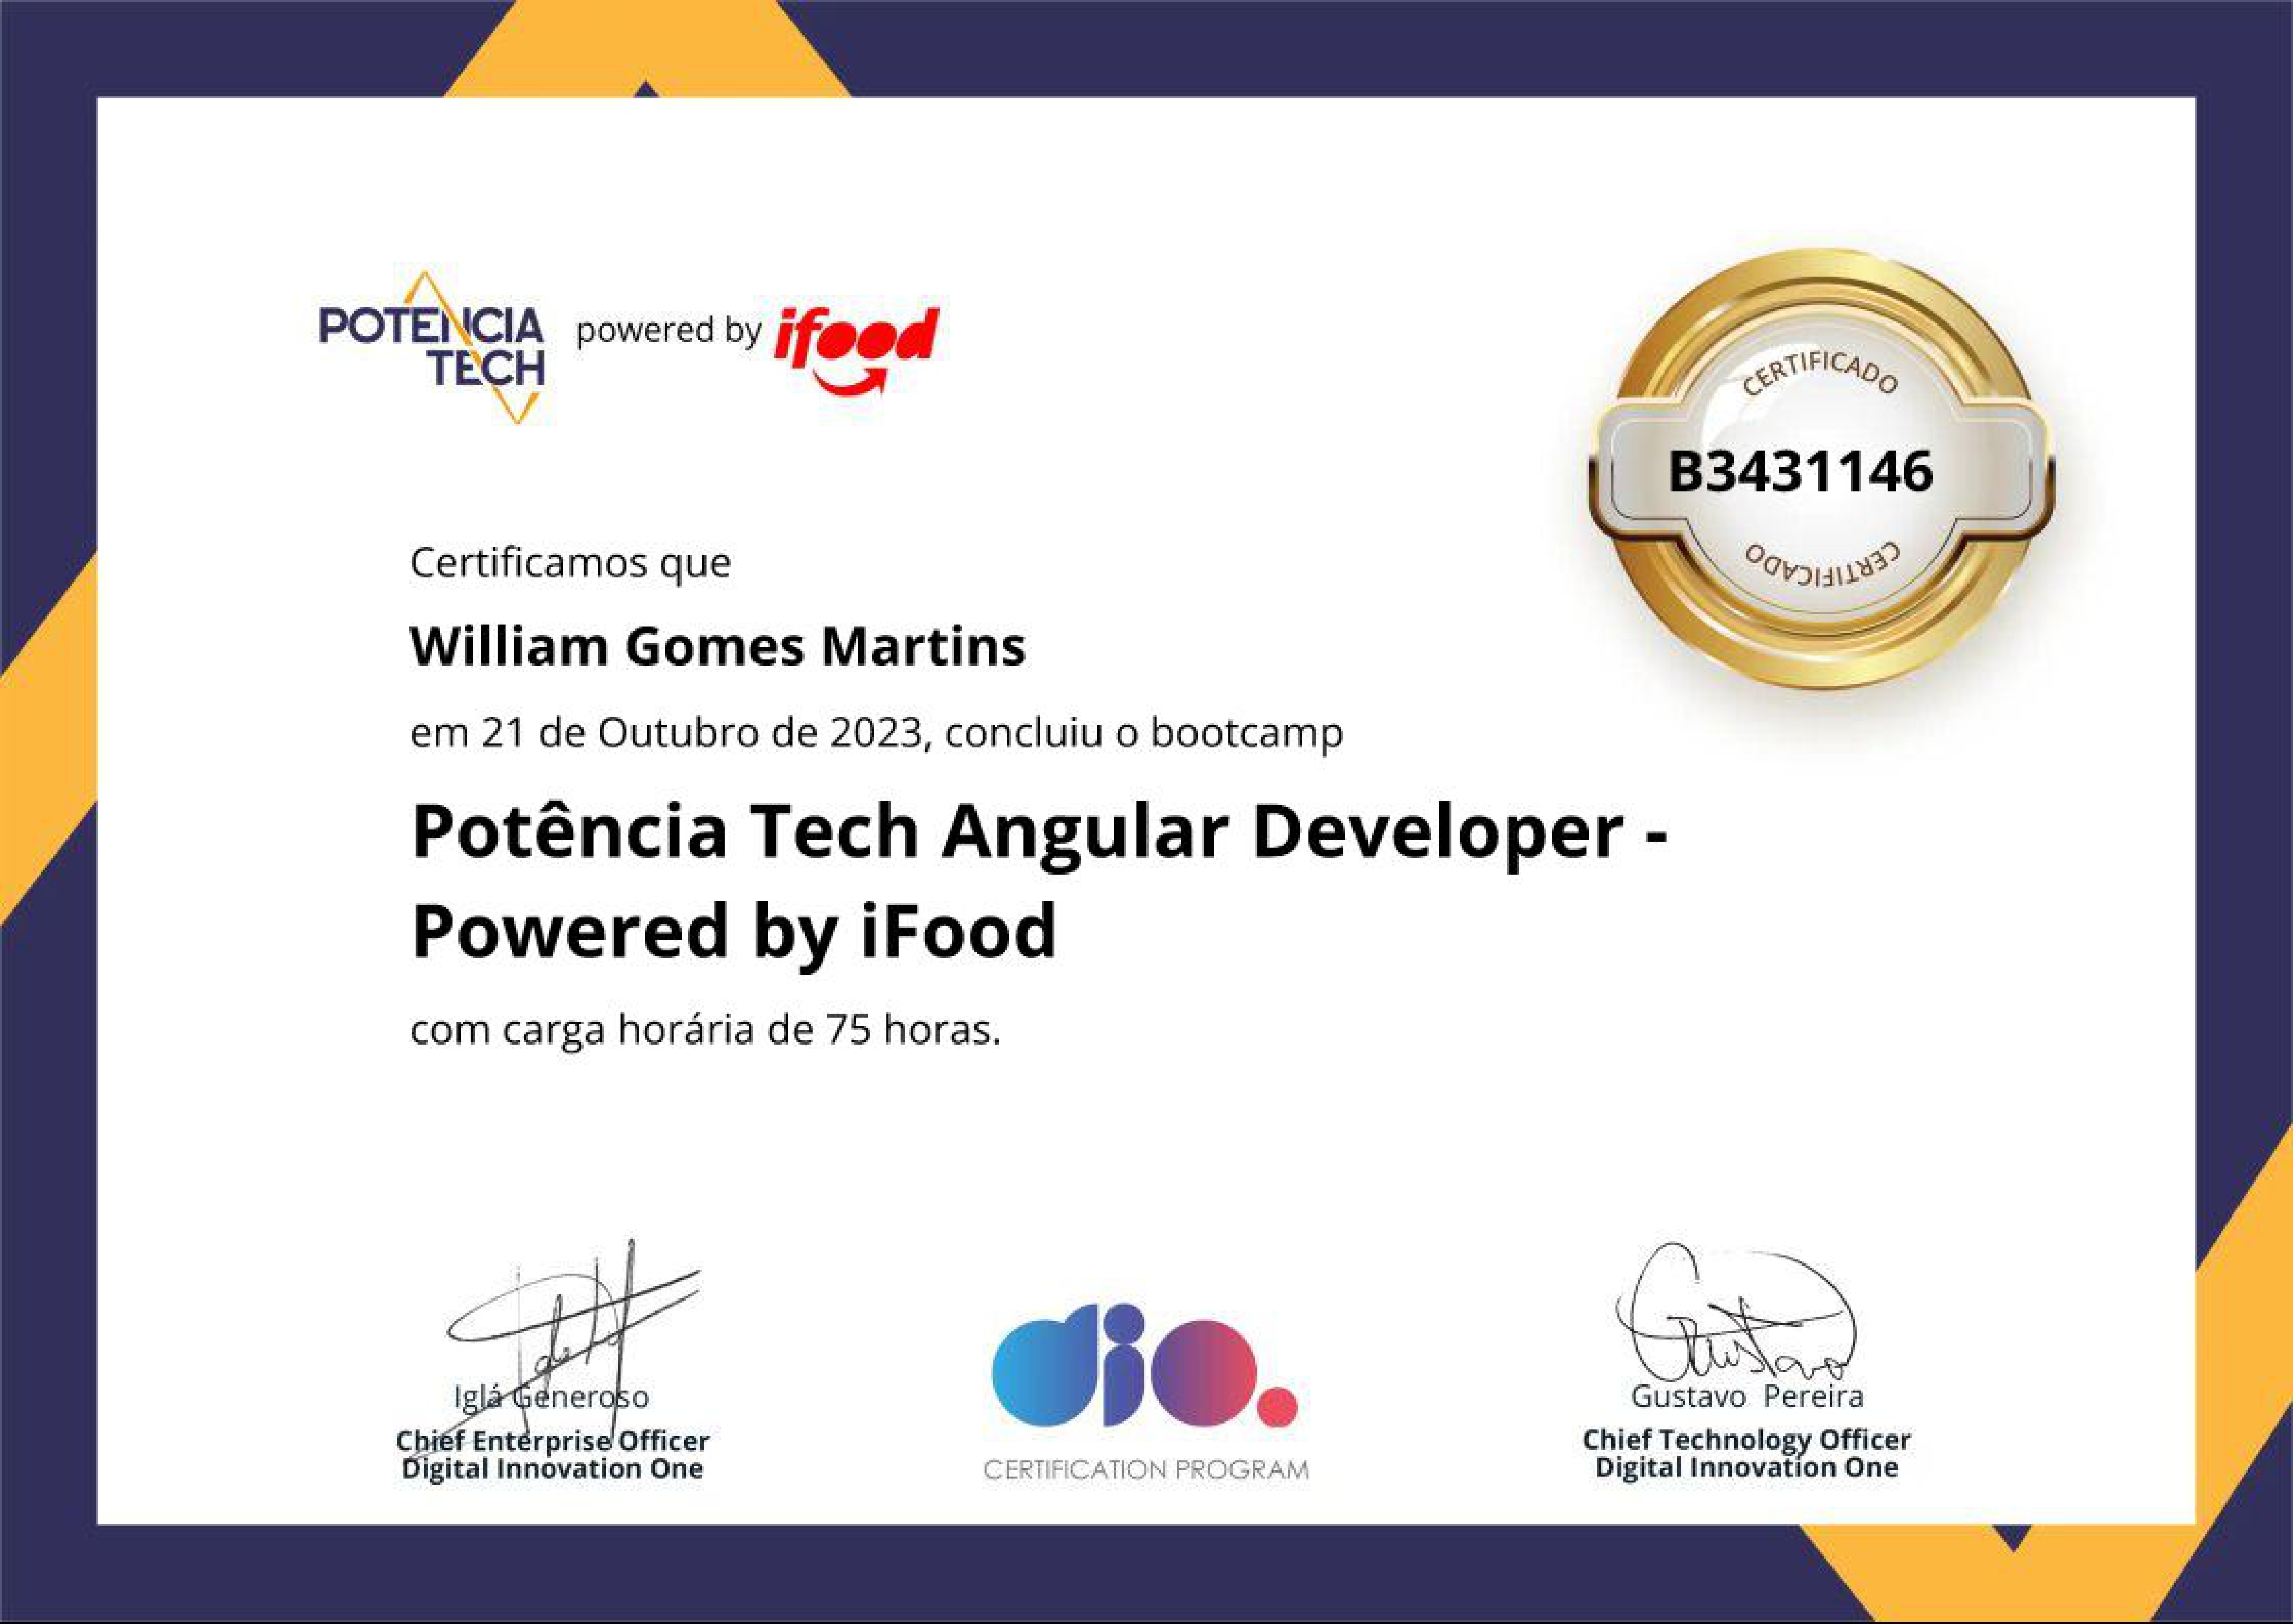 POTENCIA
TECH
powered by ifood
CERTIFICADO
B3431146
CERTIFICADO
Certificamos que
William Gomes Martins
em 21 de Outubro de 2023, concluiu o bootcamp
Potência Tech Angular Developer -
Powered by iFood
com carga horária de 75 horas.
Iglá Generoso
Chief Enterprise Officer
Digital Innovation One
dio.
CERTIFICATION PROGRAM
Gustavo
Gustavo Pereira
Chief Technology Officer
Digital Innovation One